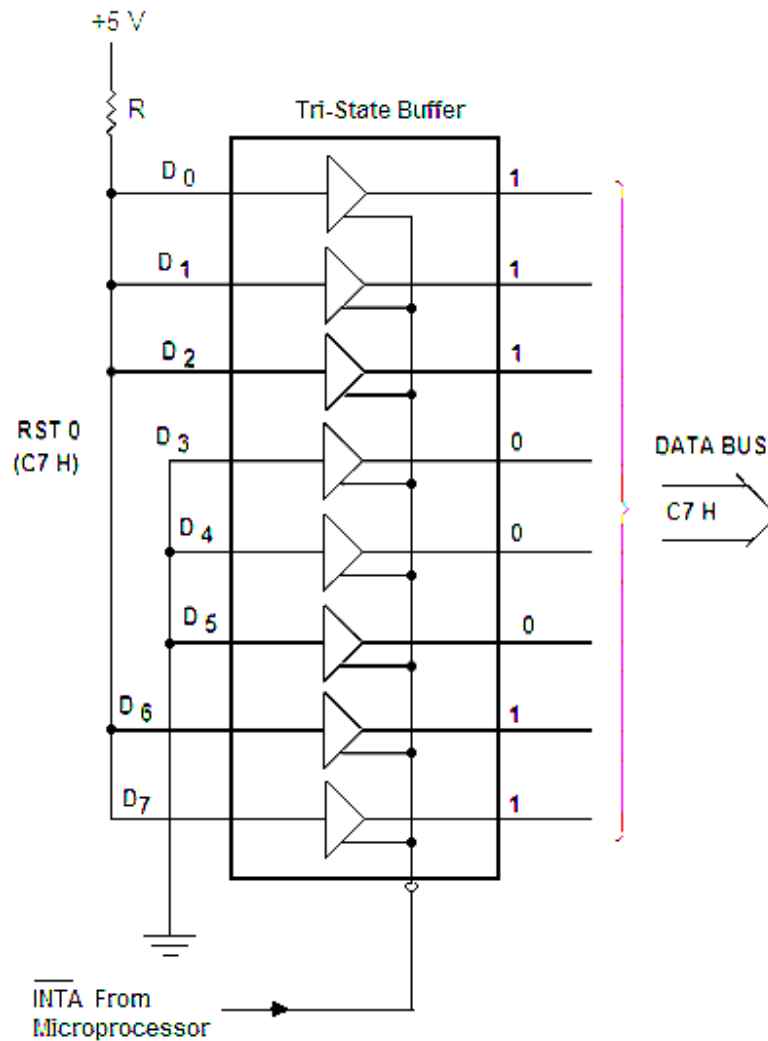 +5 V
R
Tri-State Buffer
D 0
1
D 1
1
D 2
1
RST 0
(C7 H)
D 3
0
DATA BUS
C7 H
D 4
0
D 5
0
D 6
1
D7
1
INTA From
Microprocessor